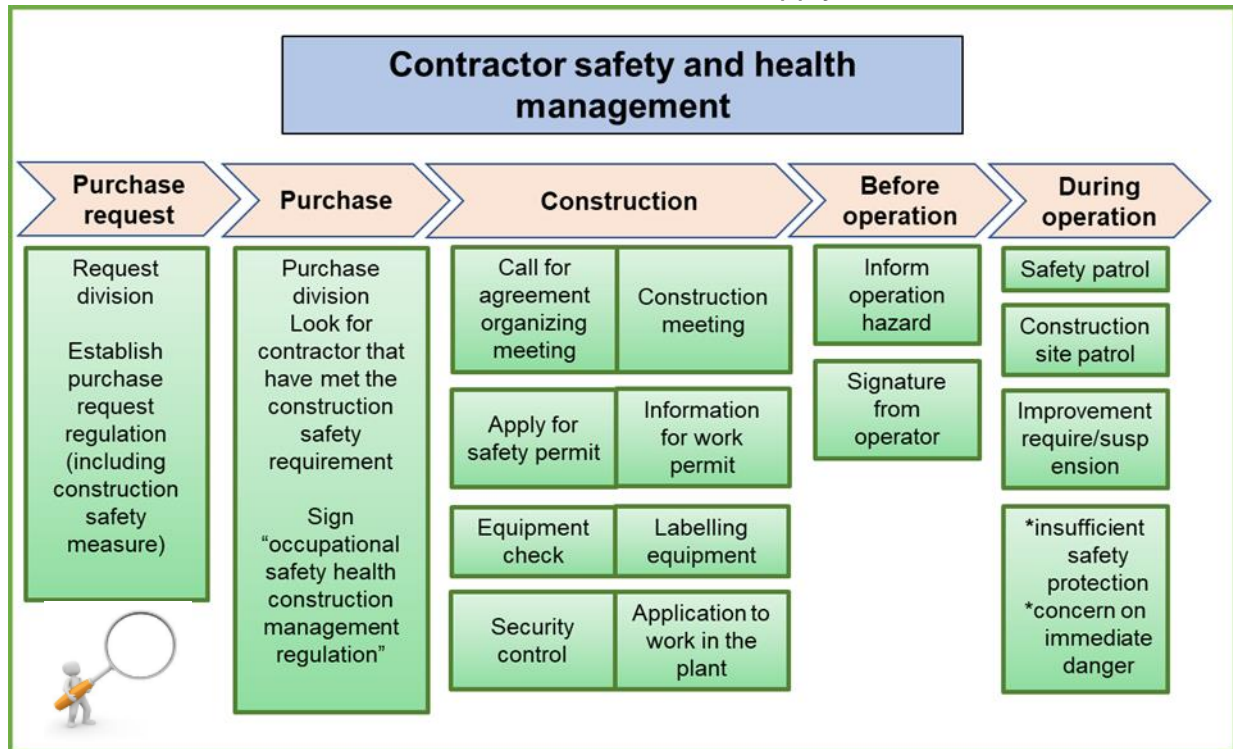 Contractor safety and health
management
Purchase
request
Purchase
Construction
Before
operation
During
operation
Request
division
Establish
purchase
request
regulation
(including
construction
safety
measure)
Purchase
division
Look for
contractor that
have met the
construction
safety
requirement
Sign
“occupational
safety health
construction
management
regulation”
Call for
agreement
organizing
meeting
Construction
meeting
Apply for
safety permit
Information
for work
permit
Equipment
check
Labelling
equipment
Security
control
Application to
work in the
plant
Inform
operation
hazard
Signature
from
operator
Safety patrol
Construction
site patrol
Improvement
require/susp
ension
*insufficient
safety
protection
*concern on
immediate
danger